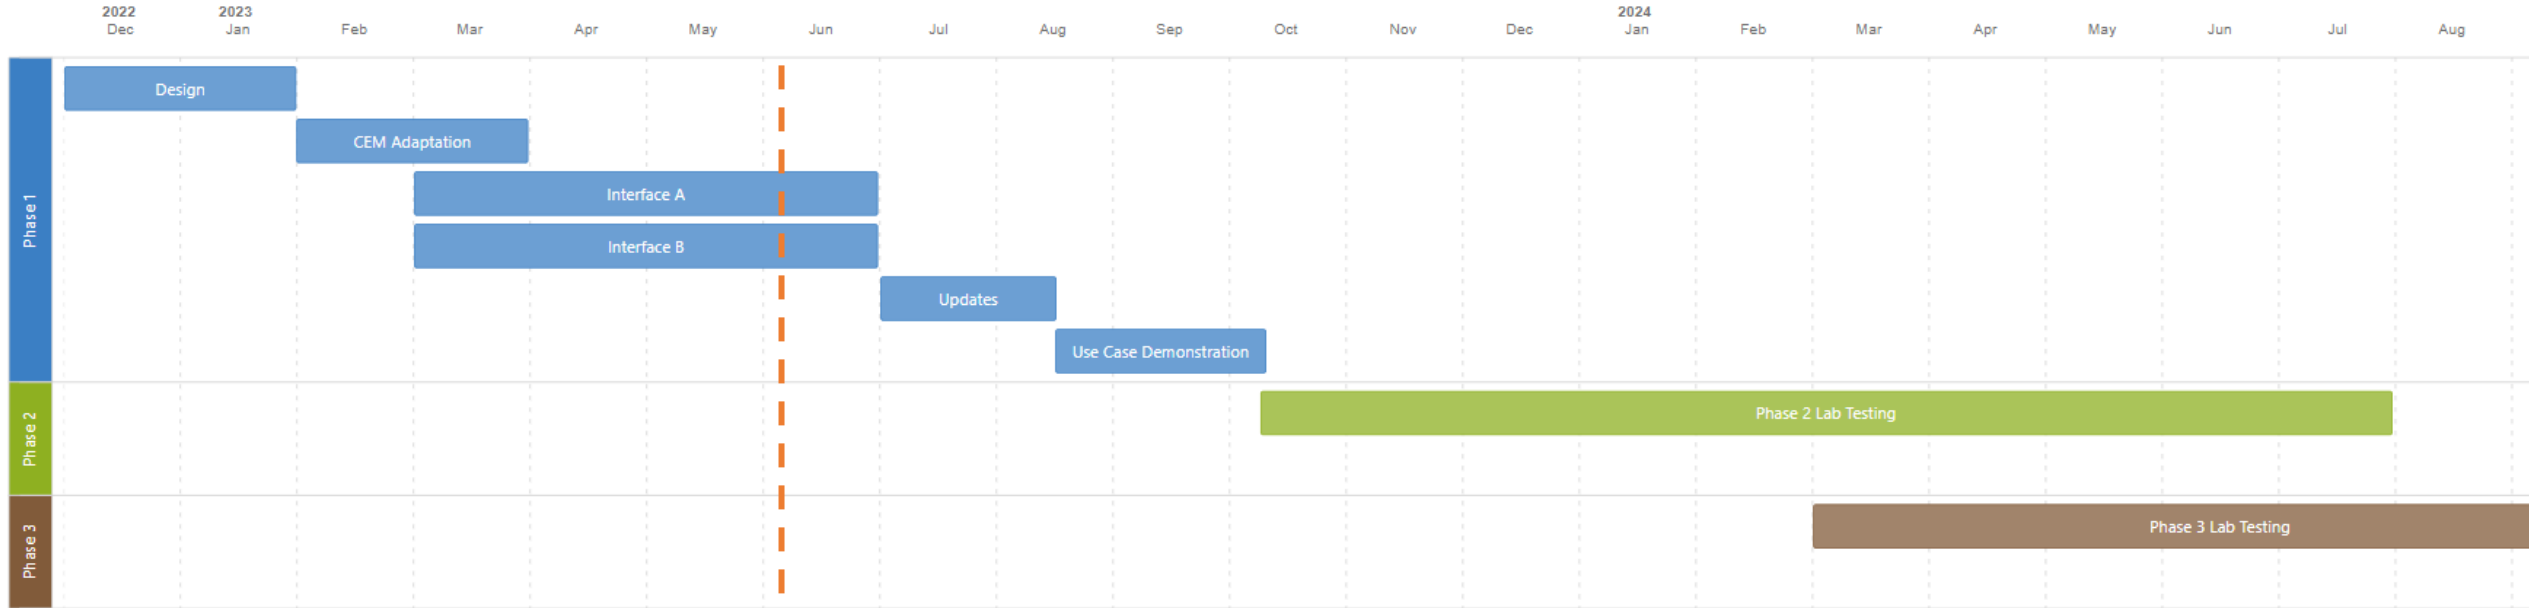 2022 2023 2024
Dec Jan Feb Mar Apr May Jun Jul Aug Sep Oct Nov Dec Jan Feb Mar Apr May Jun Jul Aug
Phase 1
Design
CEM Adaptation
Interface A
Interface B
Updates
Use Case Demonstration
Phase 2
Phase 2 Lab Testing
Phase 3
Phase 3 Lab Testing